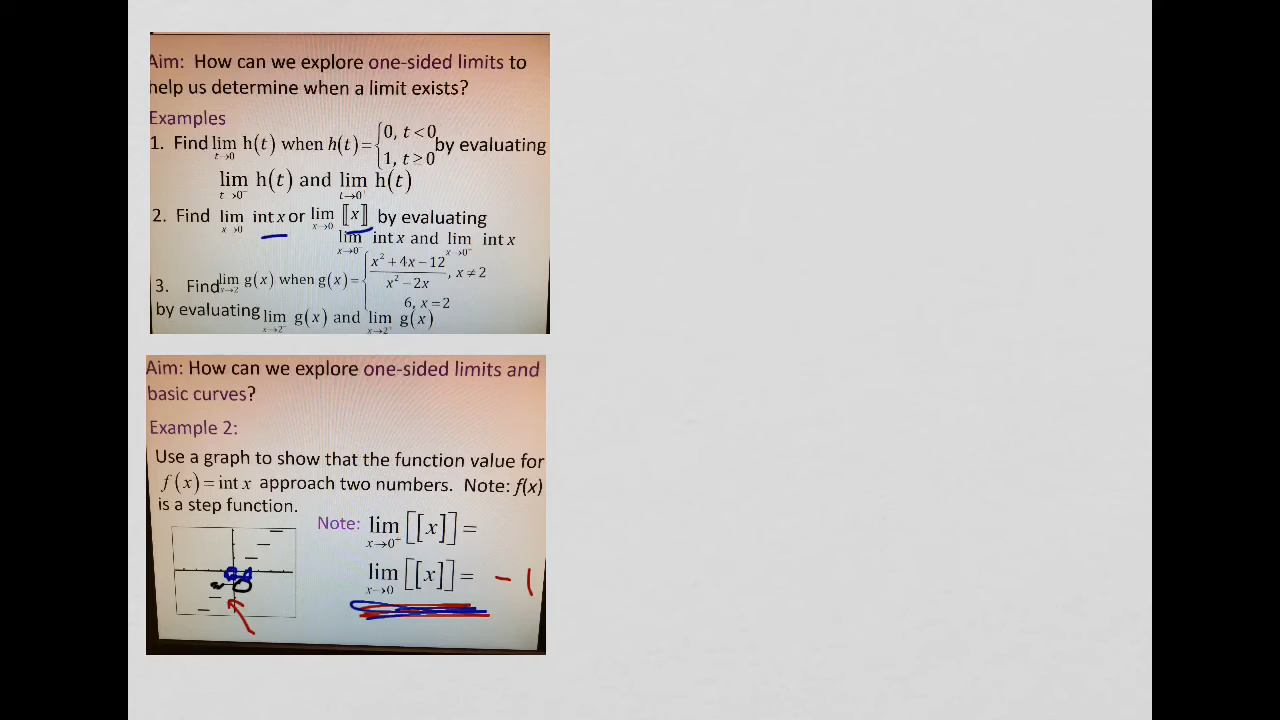 Aim: How can we explore one-sided limits to
help us determine when a limit exists?
Examples
1. Find lim t→0 h(t) when h(t) = {0, t < 0 1, t ≥ 0 by evaluating
lim t→0⁻ h(t) and lim t→0⁺ h(t)
2. Find lim x→0 int x or lim x→0 ⟦x⟧ by evaluating
lim x→0⁻ int x and lim x→0⁻ int x
3. Find lim x→2 g(x) when g(x) = { x² + 4x − 12 / x² − 2x , x ≠ 2
6, x = 2
by evaluating lim x→2⁻ g(x) and lim x→2⁺ g(x)
Aim: How can we explore one-sided limits and
basic curves?
Example 2:
Use a graph to show that the function value for
f(x) = int x approach two numbers. Note: f(x)
is a step function.
Note: lim x→0 [[x]] =
lim x→0 [[x]] = - 1